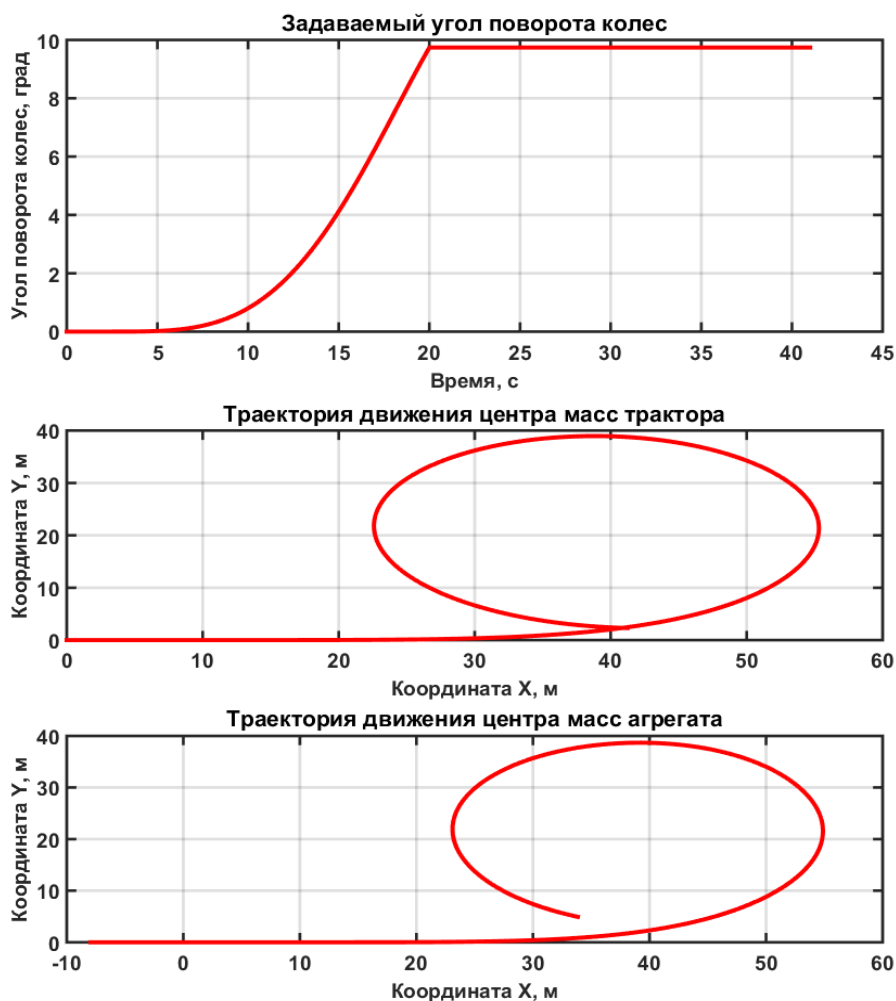 Задаваемый угол поворота колес
Угол поворота колес, град
10
8
6
4
2
0
0 5 10 15 20 25 30 35 40 45
Время, с
Траектория движения центра масс трактора
Координата Y, м
40
30
20
10
0
0 10 20 30 40 50 60
Координата X, м
Траектория движения центра масс агрегата
Координата Y, м
40
30
20
10
0
-10 0 10 20 30 40 50 60
Координата X, м